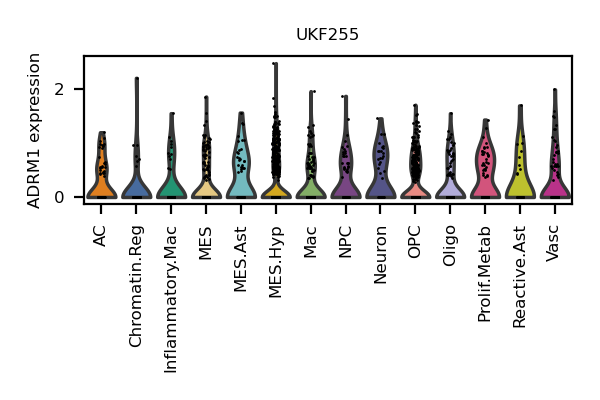 UKF255
ADRM1 expression
2
0
AC
Chromatin.Reg
Inflammatory.Mac
MES
MES.Ast
MES.Hyp
Mac
NPC
Neuron
OPC
Oligo
Prolif.Metab
Reactive.Ast
Vasc